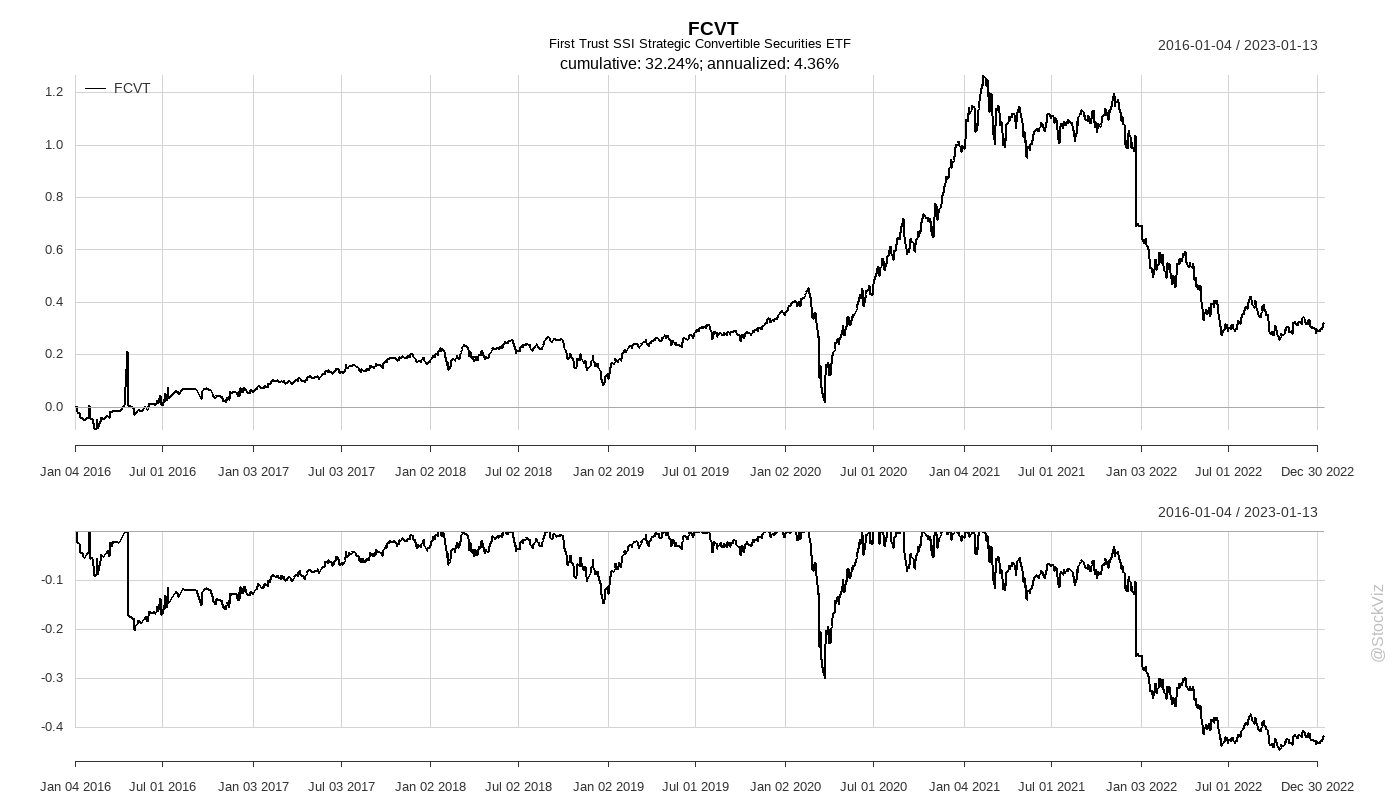 FCVT
First Trust SSI Strategic Convertible Securities ETF
cumulative: 32.24%; annualized: 4.36%
2016-01-04 / 2023-01-13
FCVT
1.2
1.0
0.8
0.6
0.4
0.2
0.0
Jan 04 2016 Jul 01 2016 Jan 03 2017 Jul 03 2017 Jan 02 2018 Jul 02 2018 Jan 02 2019 Jul 01 2019 Jan 02 2020 Jul 01 2020 Jan 04 2021 Jul 01 2021 Jan 03 2022 Jul 01 2022 Dec 30 2022
2016-01-04 / 2023-01-13
-0.1
-0.2
-0.3
-0.4
Jan 04 2016 Jul 01 2016 Jan 03 2017 Jul 03 2017 Jan 02 2018 Jul 02 2018 Jan 02 2019 Jul 01 2019 Jan 02 2020 Jul 01 2020 Jan 04 2021 Jul 01 2021 Jan 03 2022 Jul 01 2022 Dec 30 2022
@StockViz